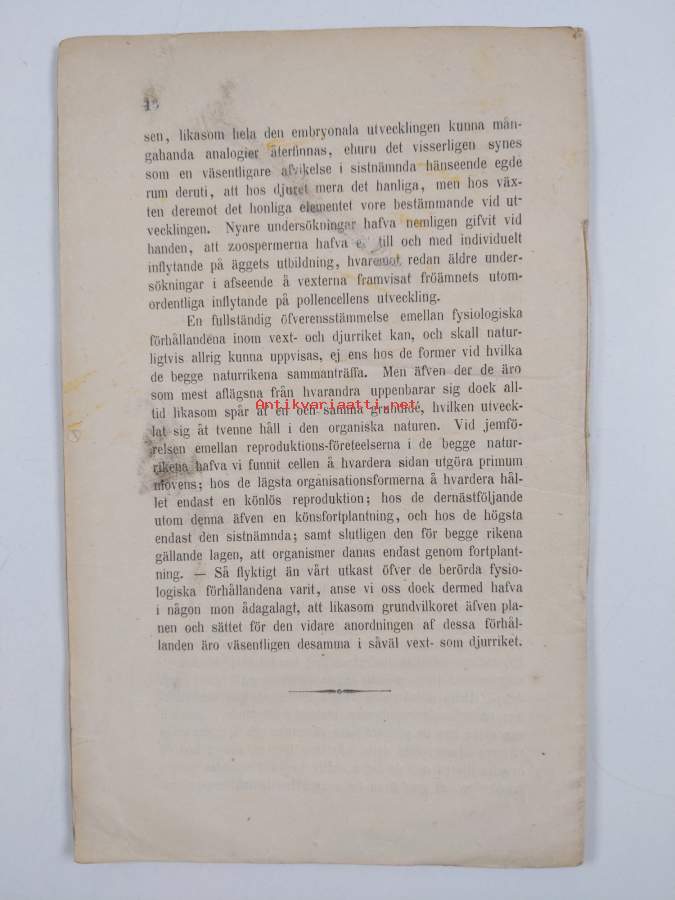 sen, likasom hela den embryonala utvecklingen kunna mån-
gahanda analogier återfinnas, ehuru det visserligen synes
som en väsentligare afvikelse i sistnämnda hänseende egde
rum deruti, att hos djuret mera det hanliga, men hos väx-
ten deremot det honliga elementet vore bestämmande vid ut-
vecklingen. Nyare undersökningar hafva nemligen gifvit vid
handen, att zoospermerna hafva till och med individuelt
inflytande på äggets utbildning, hvaremot redan äldre under-
sökningar i afseende å vexterna framvisat fröämnets utom-
ordentliga inflytande på pollencellens utveckling.
En fullständig öfverensstämmelse emellan fysiologiska
förhållandena inom vext- och djurriket kan, och skall natur-
ligtvis allrig kunna uppvisas, ej ens hos de former vid hvilka
de begge naturrikena sammanträffa. Men äfven der de äro
som mest aflägsna från hvarandra uppenbarar sig dock all-
tid likasom spår af en och samma grundidé, hvilken utveck-
lat sig åt tvenne håll i den organiska naturen. Vid jemfö-
relsen emellan reproduktions-företeelserna i de begge natur-
rikena hafva vi funnit cellen å hvardera sidan utgöra primum
movens; hos de lägsta organisationsformerna å hvardera hål-
let endast en könlös reproduktion; hos de dernästföljande
utom denna äfven en könsfortplantning, och hos de högsta
endast den sistnämnda; samt slutligen den för begge rikena
gällande lagen, att organismer danas endast genom fortplant-
ning. — Så flyktigt än vårt utkast öfver de berörda fysio-
logiska förhållandena varit, anse vi oss dock dermed hafva
i någon mon ådagalagt, att likasom grundvilkoret äfven pla-
nen och sättet för den vidare anordningen af dessa förhål-
landen äro väsentligen desamma i såväl vext- som djurriket.
Antikvariaatti.net